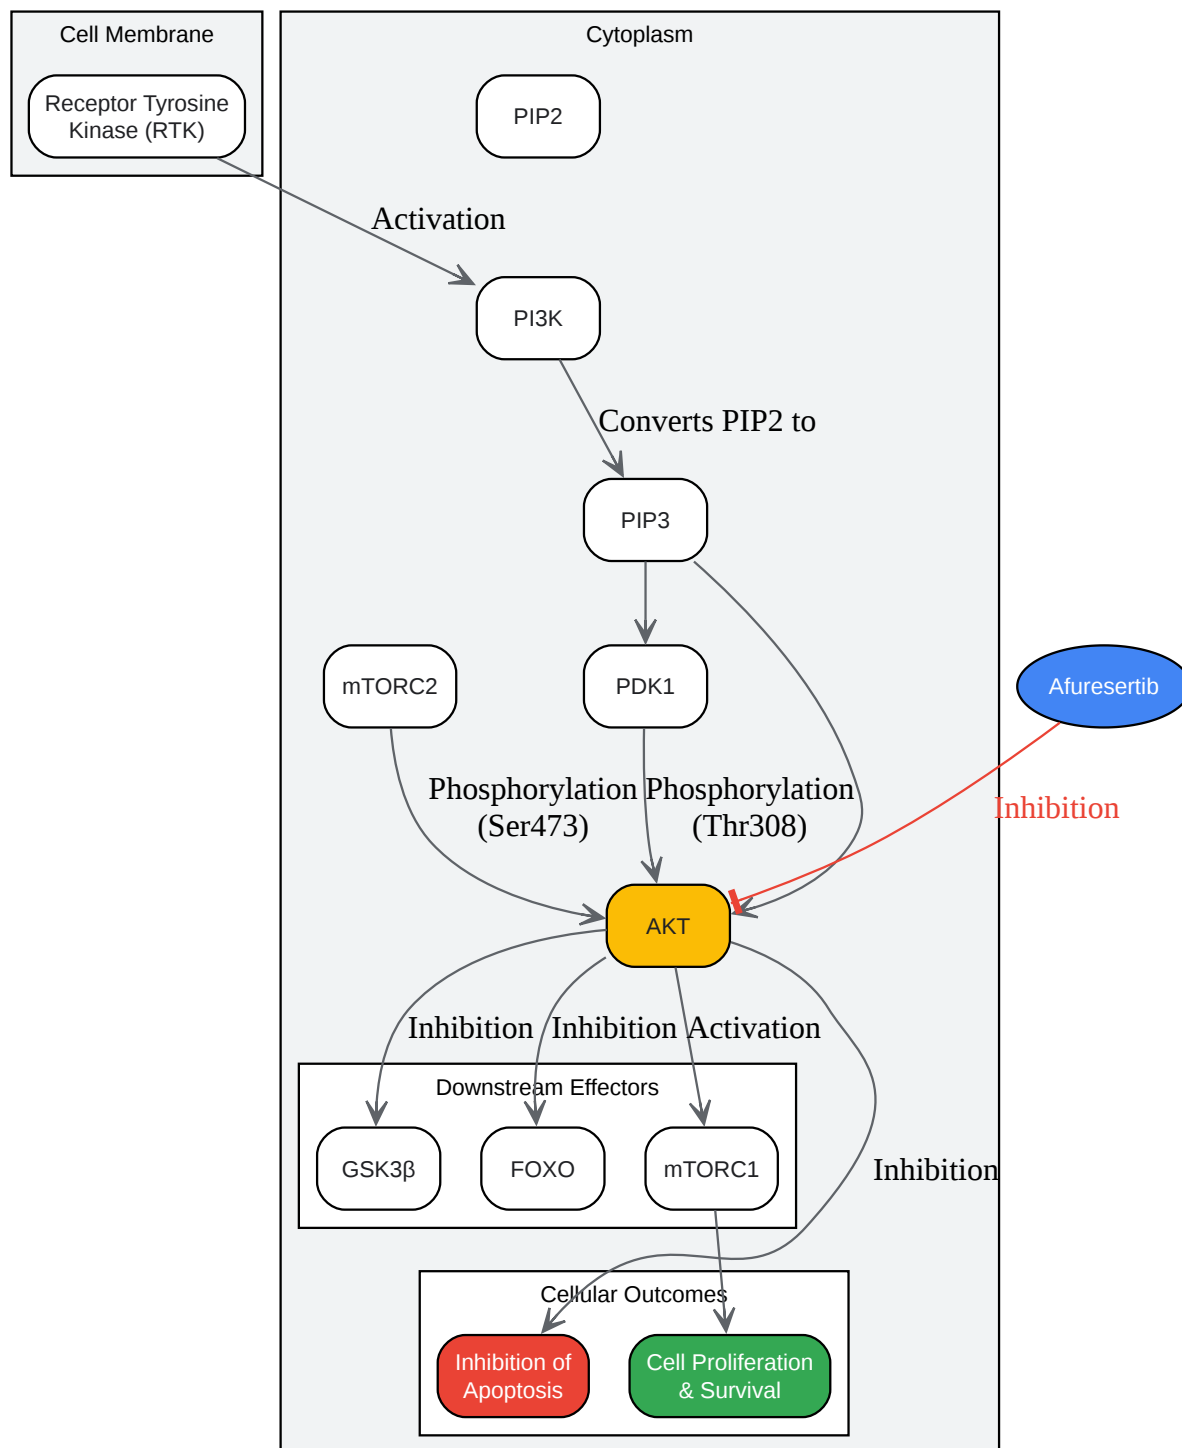 Cell Membrane
Cytoplasm
Receptor Tyrosine
Kinase (RTK)
PIP2
Activation
PI3K
Converts PIP2 to
PIP3
mTORC2
PDK1
Afuresertib
Phosphorylation
(Ser473)
Phosphorylation
(Thr308)
Inhibition
AKT
Inhibition
Inhibition
Activation
Downstream Effectors
GSK3β
FOXO
mTORC1
Inhibition
Cellular Outcomes
Inhibition of
Apoptosis
Cell Proliferation
& Survival